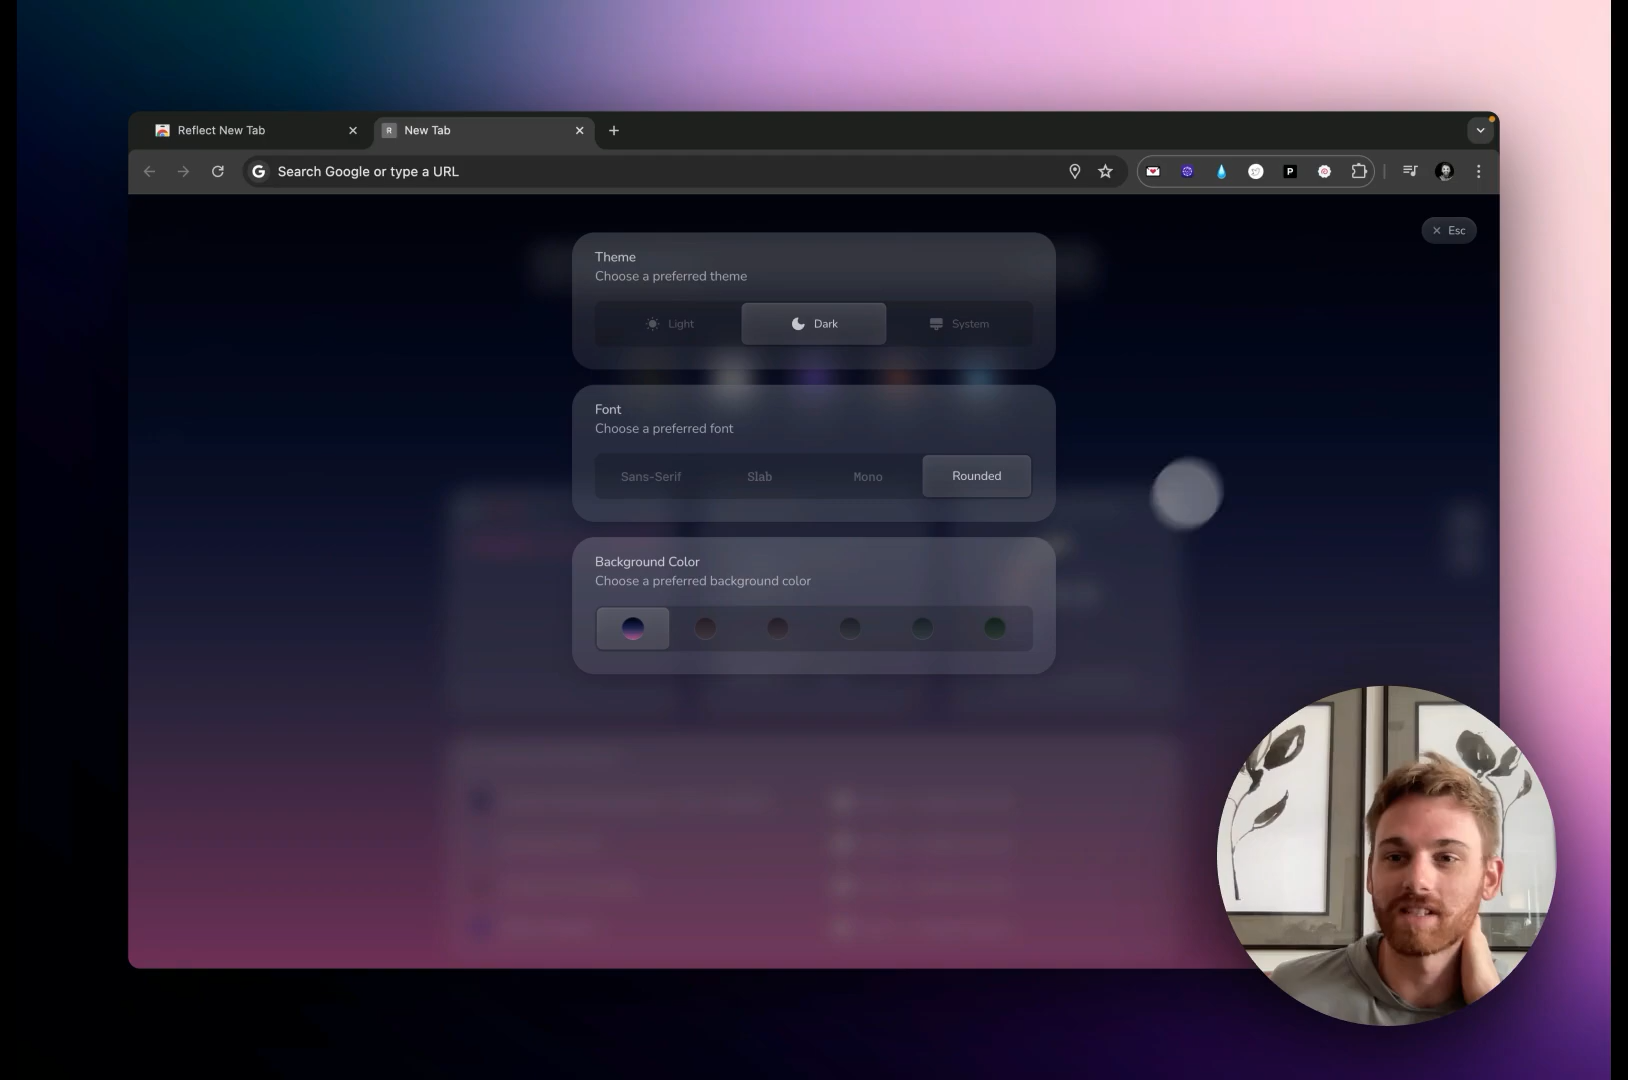 Reflect New Tab
New Tab
Search Google or type a URL
Esc
Theme
Choose a preferred theme
Light
Dark
System
Font
Choose a preferred font
Sans-Serif
Slab
Mono
Rounded
Background Color
Choose a preferred background color